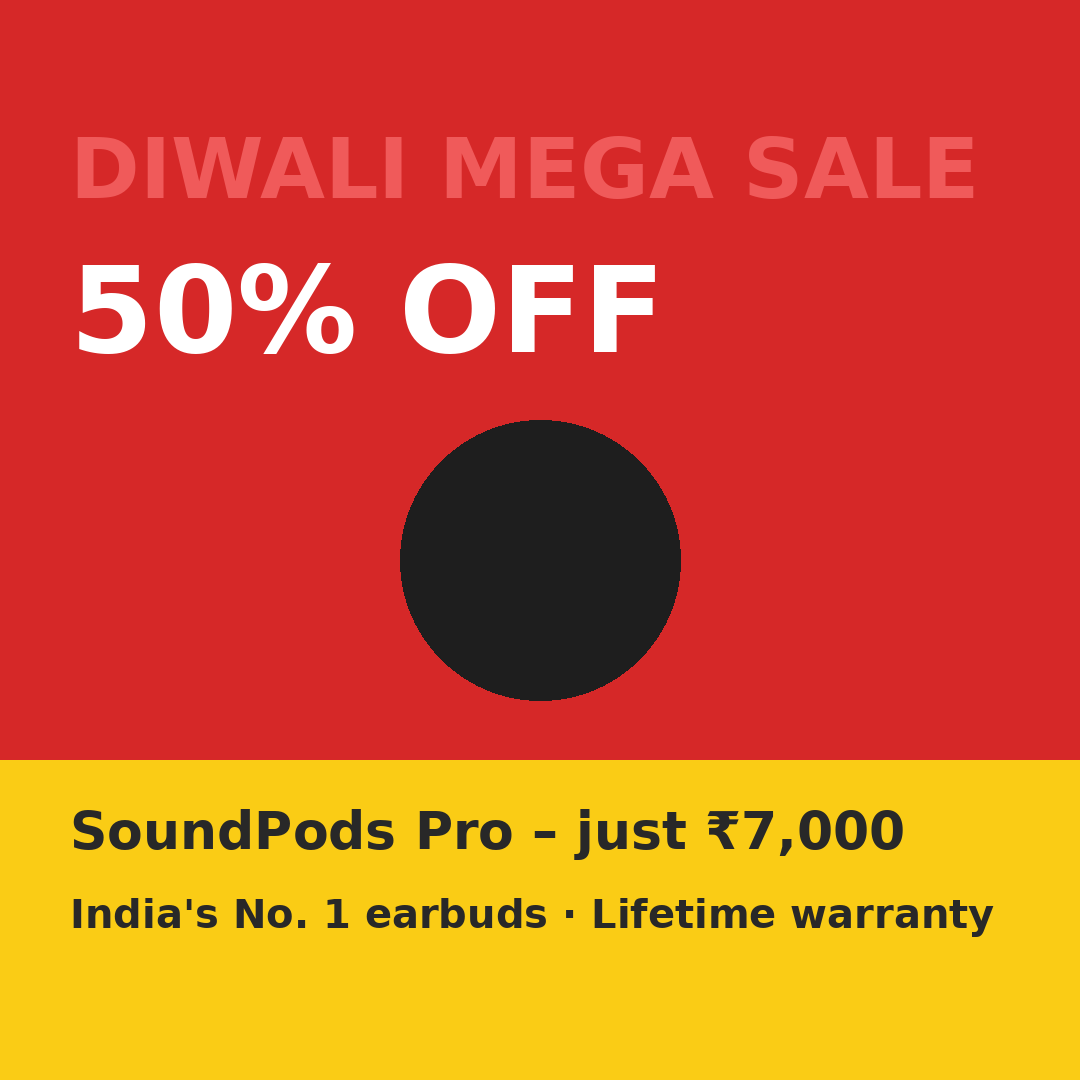 DIWALI MEGA SALE
50% OFF
SoundPods Pro – just ₹7,000
India's No. 1 earbuds · Lifetime warranty